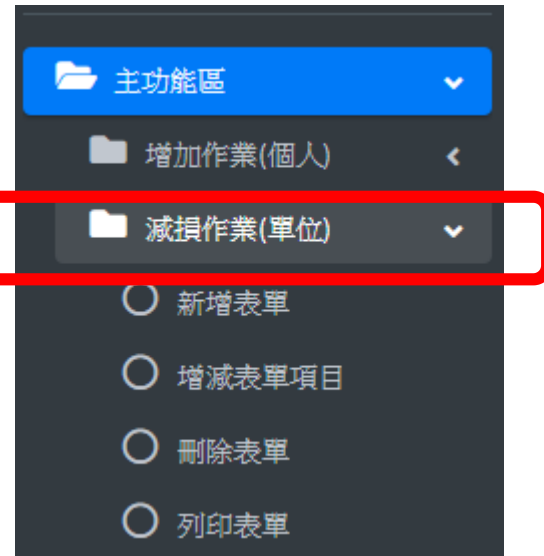 主功能區
增加作業(個人)
減損作業(單位)
新增表單
增減表單項目
刪除表單
列印表單